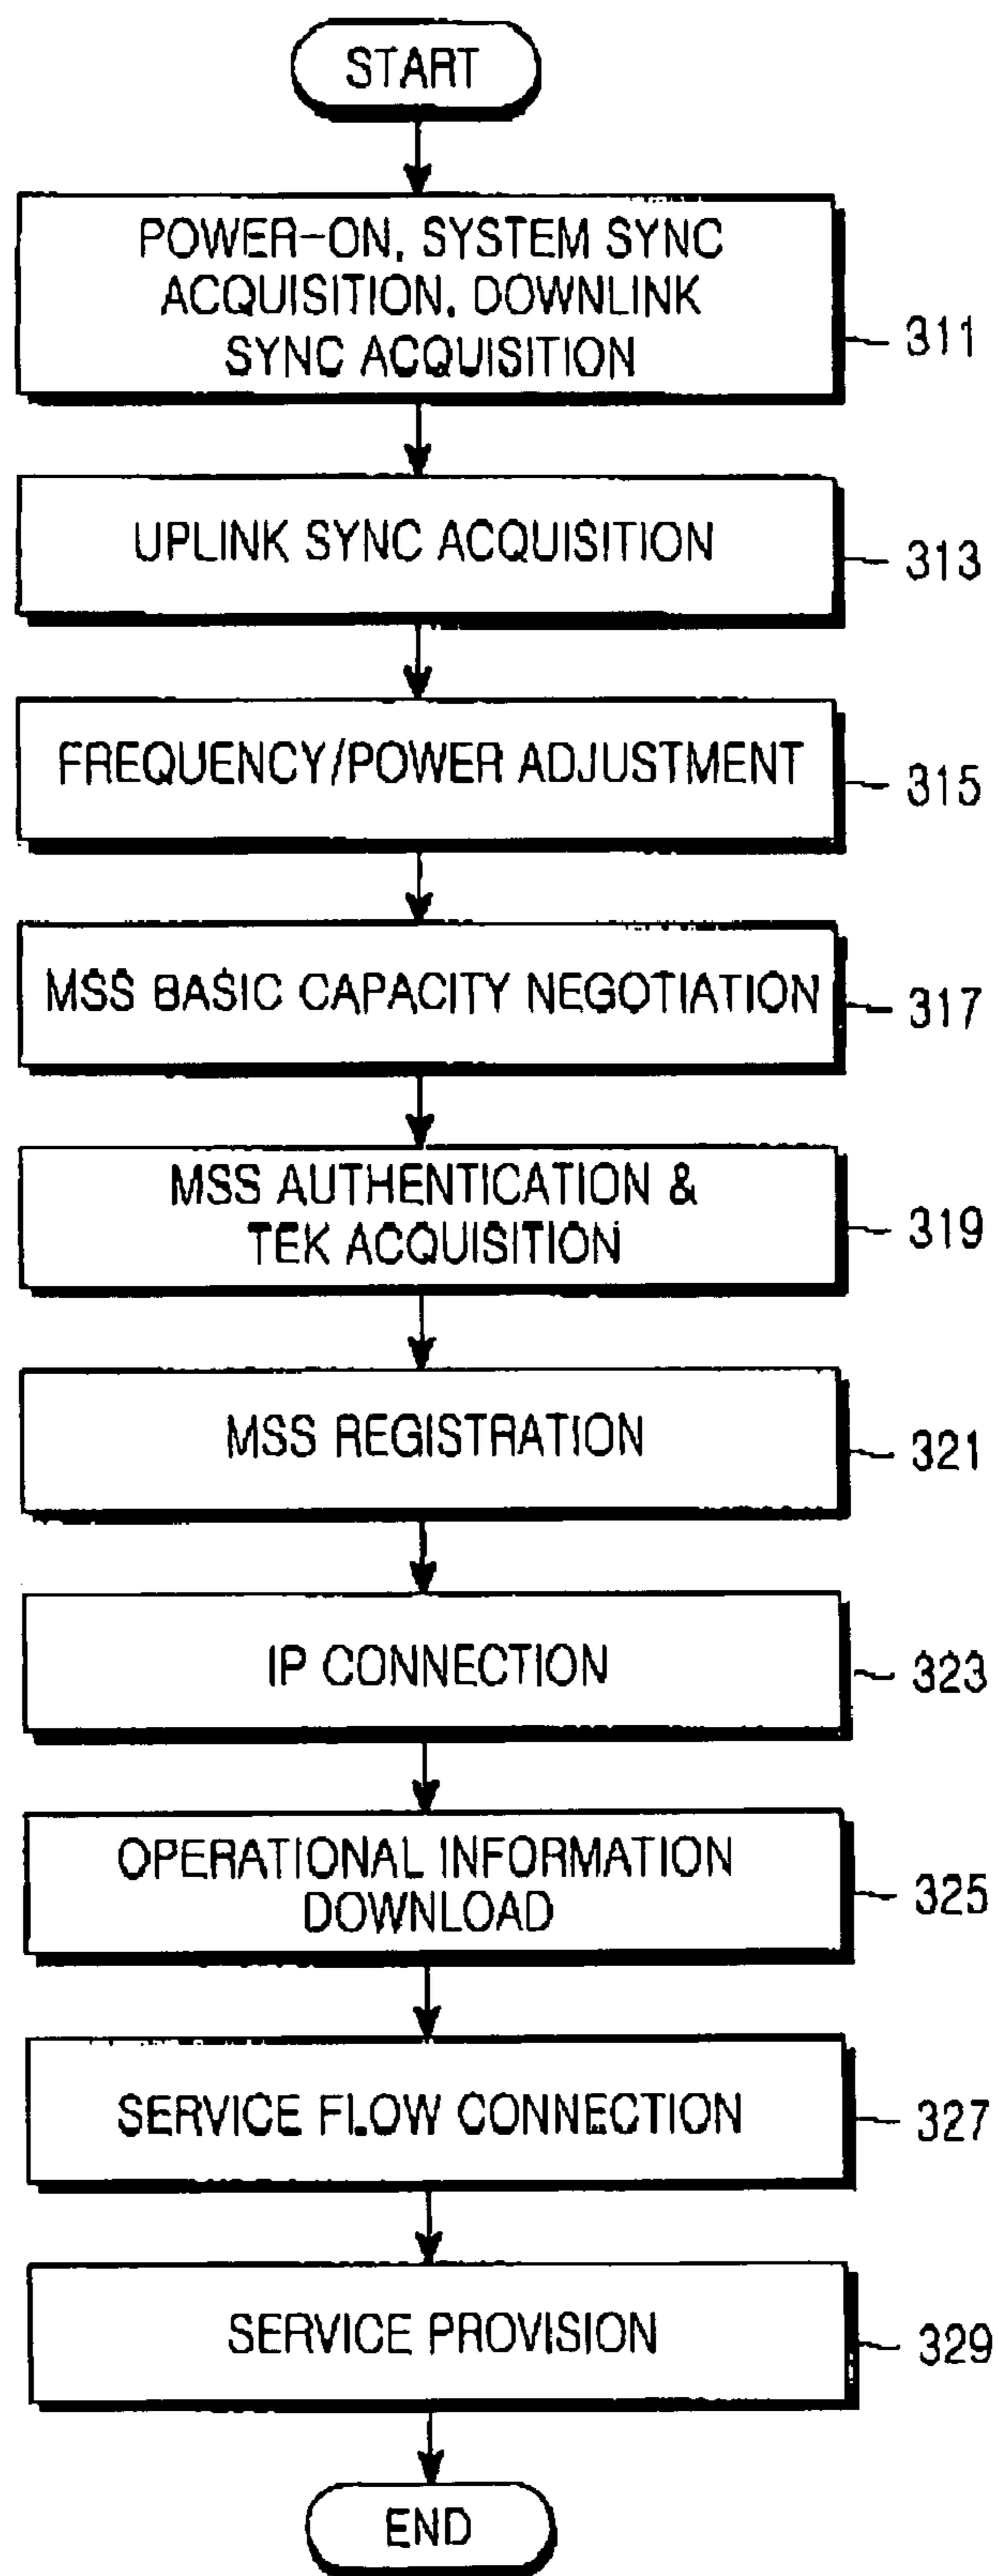 START
POWER-ON, SYSTEM SYNC
ACQUISITION, DOWNLINK
SYNC ACQUISITION
311
UPLINK SYNC ACQUISITION
313
FREQUENCY/POWER ADJUSTMENT
315
MSS BASIC CAPACITY NEGOTIATION
317
MSS AUTHENTICATION &
TEK ACQUISITION
319
MSS REGISTRATION
321
IP CONNECTION
323
OPERATIONAL INFORMATION
DOWNLOAD
325
SERVICE FLOW CONNECTION
327
SERVICE PROVISION
329
END